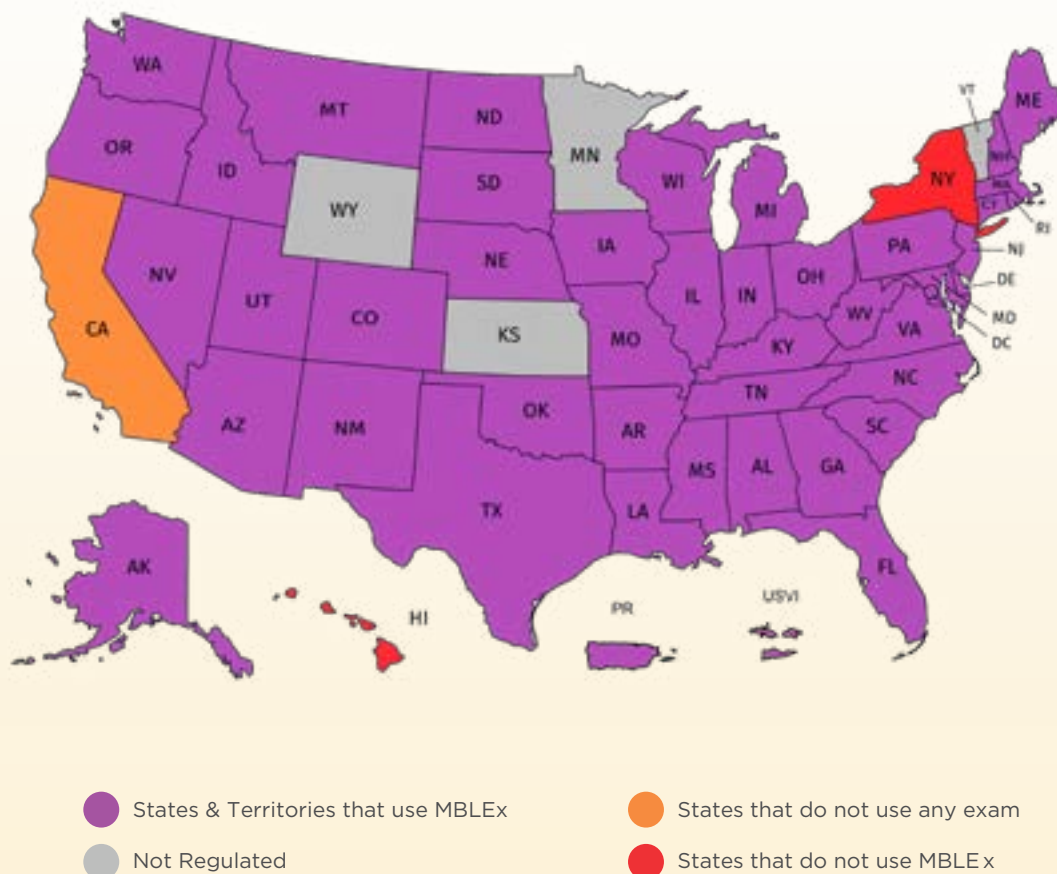 WA
MT
ND
MN
VT
ME
OR
ID
SD
WI
MI
NY
NH
MA
CT
RI
WY
IA
NE
PA
NJ
NV
UT
CO
IL
IN
OH
DE
MD
DC
CA
KS
MO
WV
VA
KY
NC
TN
AZ
NM
OK
AR
SC
MS
AL
GA
TX
LA
AK
FL
HI
PR
USVI
States & Territories that use MBLEx
States that do not use any exam
Not Regulated
States that do not use MBLEx